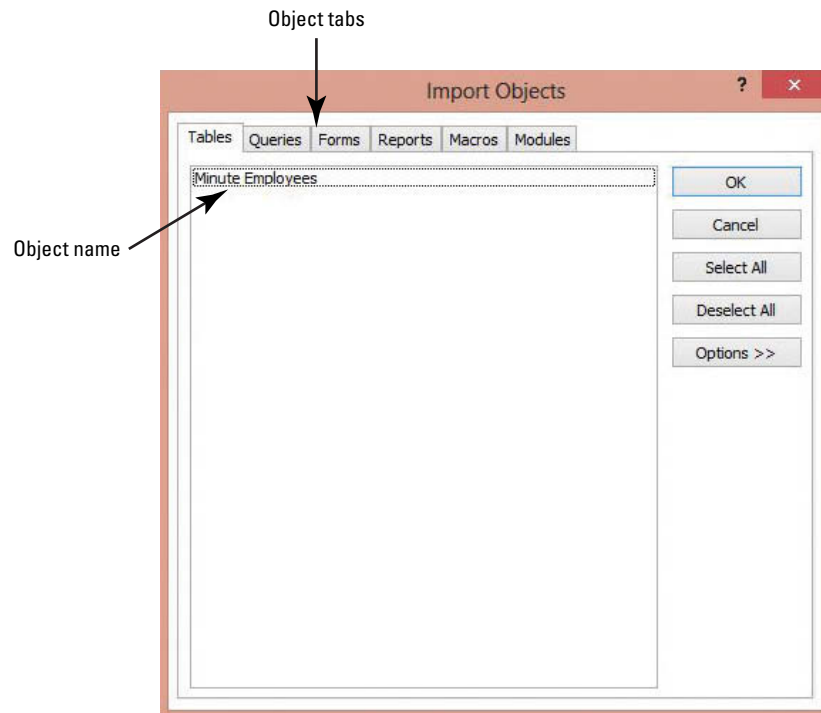 Object tabs
Import Objects
?
×
Tables Queries Forms Reports Macros Modules
Minute Employees
OK
Object name
Cancel
Select All
Deselect All
Options >>